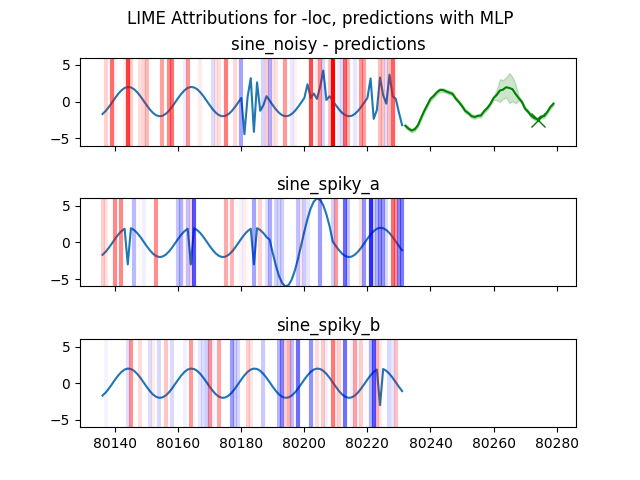 LIME Attributions for -loc, predictions with MLP
sine_noisy - predictions
5
0
−5
sine_spiky_a
5
0
−5
sine_spiky_b
5
0
−5
80140 80160 80180 80200 80220 80240 80260 80280